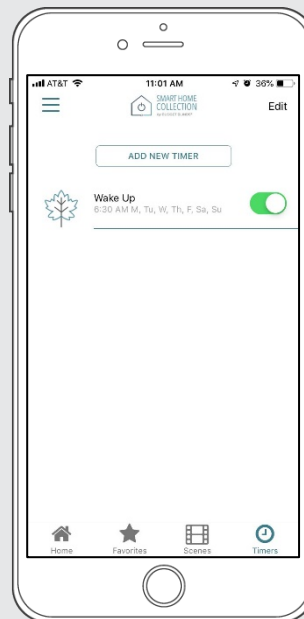 AT&T 11:01 AM 36%
SMART HOME
COLLECTION
Edit
ADD NEW TIMER
Wake Up
6:30 AM M, Tu, W, Th, F, Sa, Su
Home Favorites Scenes Timers